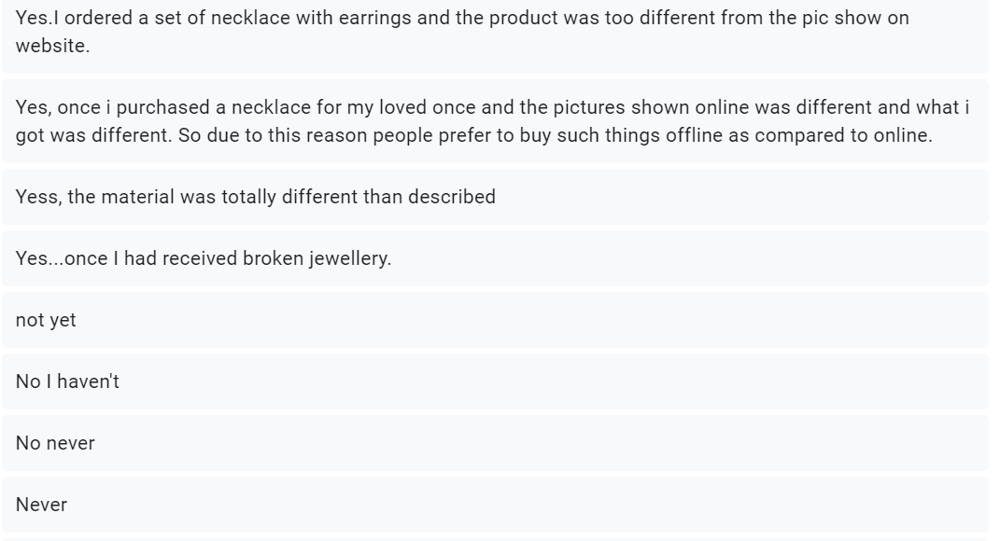 Yes.I ordered a set of necklace with earrings and the product was too different from the pic show on
website.
Yes, once i purchased a necklace for my loved once and the pictures shown online was different and what i
got was different. So due to this reason people prefer to buy such things offline as compared to online.
Yess, the material was totally different than described
Yes...once I had received broken jewellery.
not yet
No I haven't
No never
Never